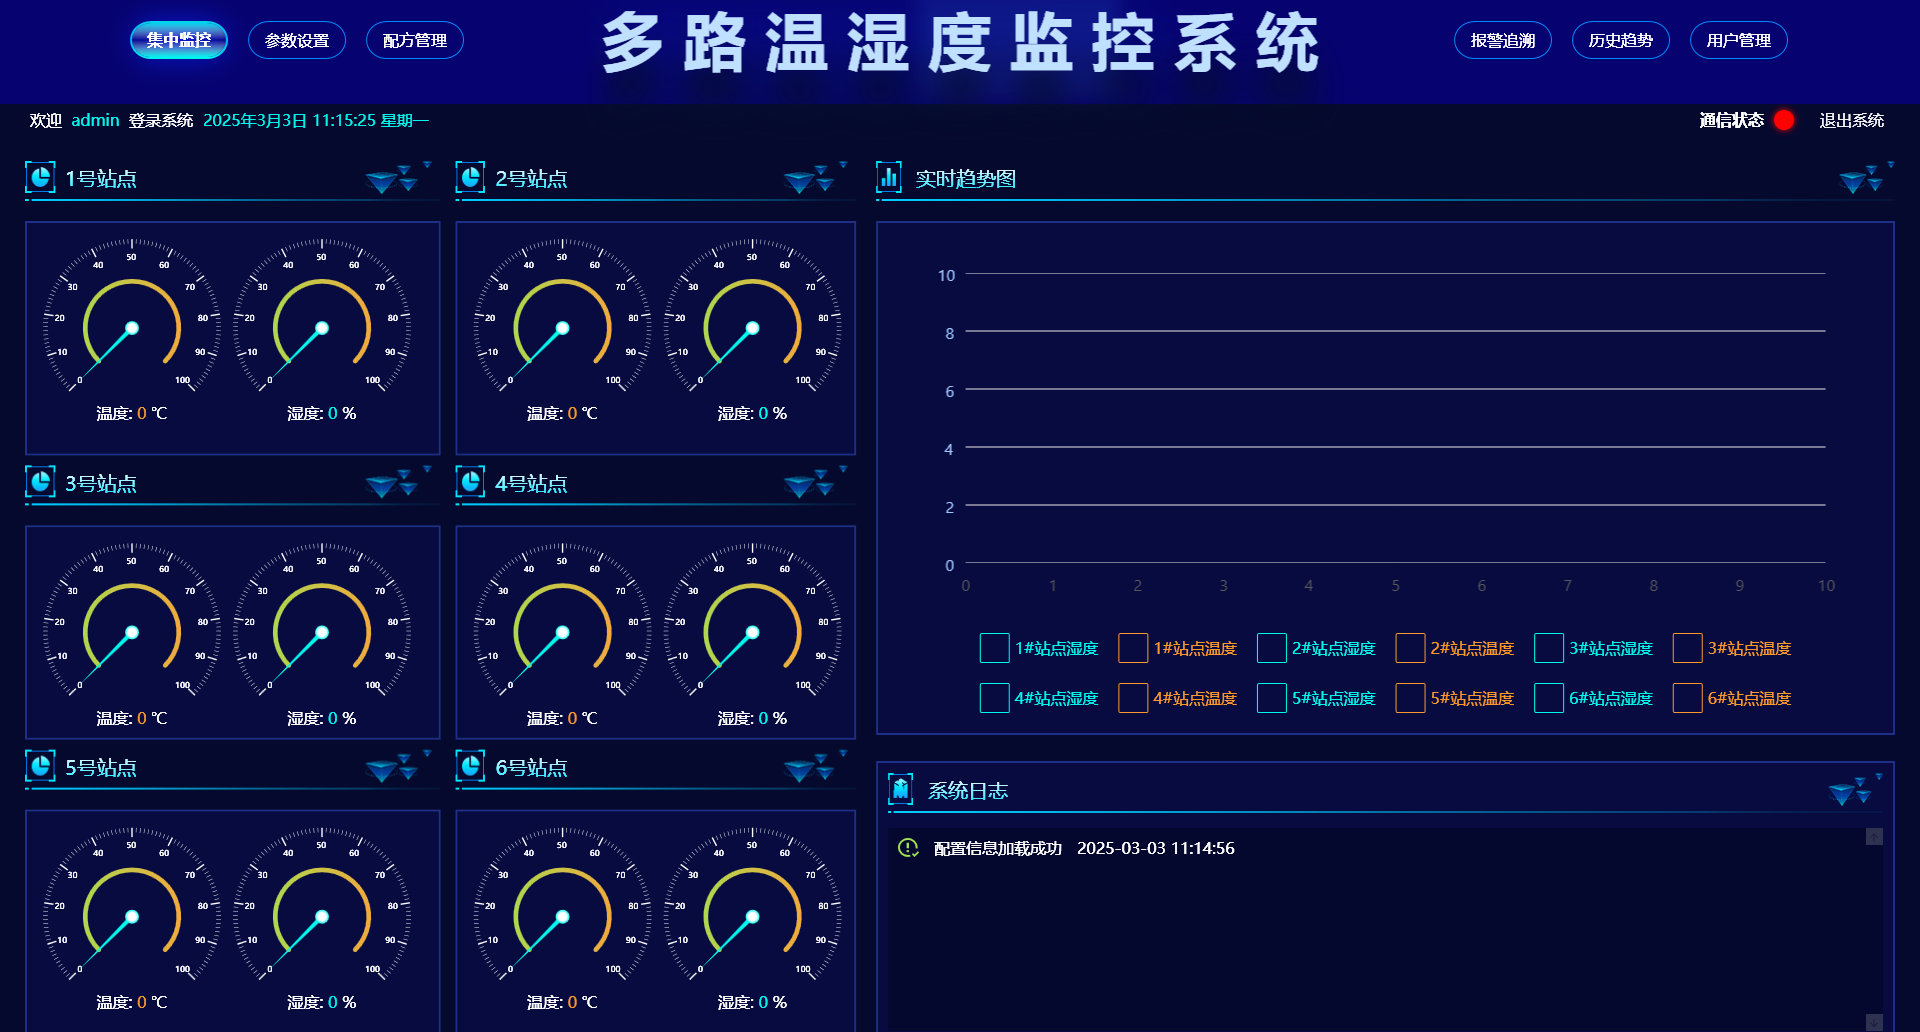 集中监控 参数设置 配方管理 多路温湿度监控系统 报警追溯 历史趋势 用户管理
欢迎 admin 登录系统 2025年3月3日 11:15:25 星期一 通信状态 退出系统
1号站点
0 10 20 30 40 50 60 70 80 90 100
0 10 20 30 40 50 60 70 80 90 100
温度: 0 ℃ 湿度: 0 %
2号站点
0 10 20 30 40 50 60 70 80 90 100
0 10 20 30 40 50 60 70 80 90 100
温度: 0 ℃ 湿度: 0 %
3号站点
0 10 20 30 40 50 60 70 80 90 100
0 10 20 30 40 50 60 70 80 90 100
温度: 0 ℃ 湿度: 0 %
4号站点
0 10 20 30 40 50 60 70 80 90 100
0 10 20 30 40 50 60 70 80 90 100
温度: 0 ℃ 湿度: 0 %
5号站点
0 10 20 30 40 50 60 70 80 90 100
0 10 20 30 40 50 60 70 80 90 100
温度: 0 ℃ 湿度: 0 %
6号站点
0 10 20 30 40 50 60 70 80 90 100
0 10 20 30 40 50 60 70 80 90 100
温度: 0 ℃ 湿度: 0 %
实时趋势图
10
8
6
4
2
0
0 1 2 3 4 5 6 7 8 9 10
1#站点湿度 1#站点温度 2#站点湿度 2#站点温度 3#站点湿度 3#站点温度
4#站点湿度 4#站点温度 5#站点湿度 5#站点温度 6#站点湿度 6#站点温度
系统日志
配置信息加载成功 2025-03-03 11:14:56